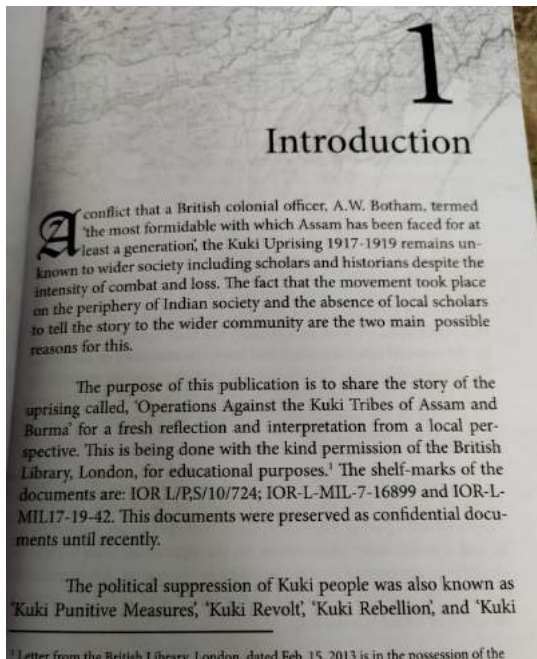 1
Introduction
A conflict that a British colonial officer, A.W. Botham, termed
'the most formidable with which Assam has been faced for at
least a generation', the Kuki Uprising 1917-1919 remains un-
known to wider society including scholars and historians despite the
intensity of combat and loss. The fact that the movement took place
on the periphery of Indian society and the absence of local scholars
to tell the story to the wider community are the two main possible
reasons for this.
The purpose of this publication is to share the story of the
uprising called, 'Operations Against the Kuki Tribes of Assam and
Burma' for a fresh reflection and interpretation from a local per-
spective. This is being done with the kind permission of the British
Library, London, for educational purposes.¹ The shelf-marks of the
documents are: IOR L/P,S/10/724; IOR-L-MIL-7-16899 and IOR-L-
MIL17-19-42. This documents were preserved as confidential docu-
ments until recently.
The political suppression of Kuki people was also known as
'Kuki Punitive Measures', 'Kuki Revolt', 'Kuki Rebellion', and 'Kuki
¹ Letter from the British Library, London, dated Feb. 15, 2013 is in the possession of the